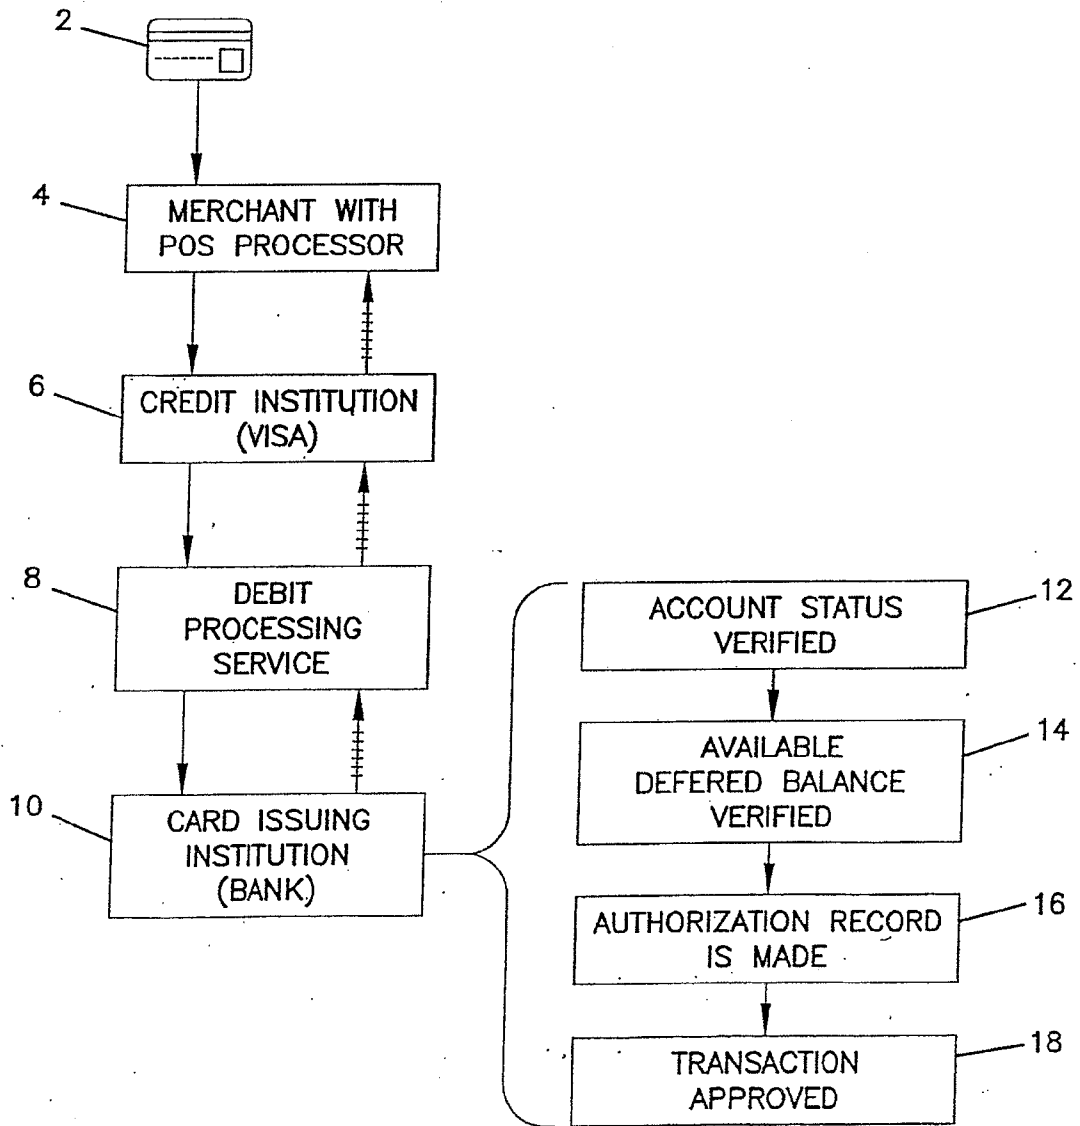 2
4
MERCHANT WITH
POS PROCESSOR
6
CREDIT INSTITUTION
(VISA)
8
DEBIT
PROCESSING
SERVICE
10
CARD ISSUING
INSTITUTION
(BANK)
ACCOUNT STATUS
VERIFIED
12
AVAILABLE
DEFERED BALANCE
VERIFIED
14
AUTHORIZATION RECORD
IS MADE
16
TRANSACTION
APPROVED
18